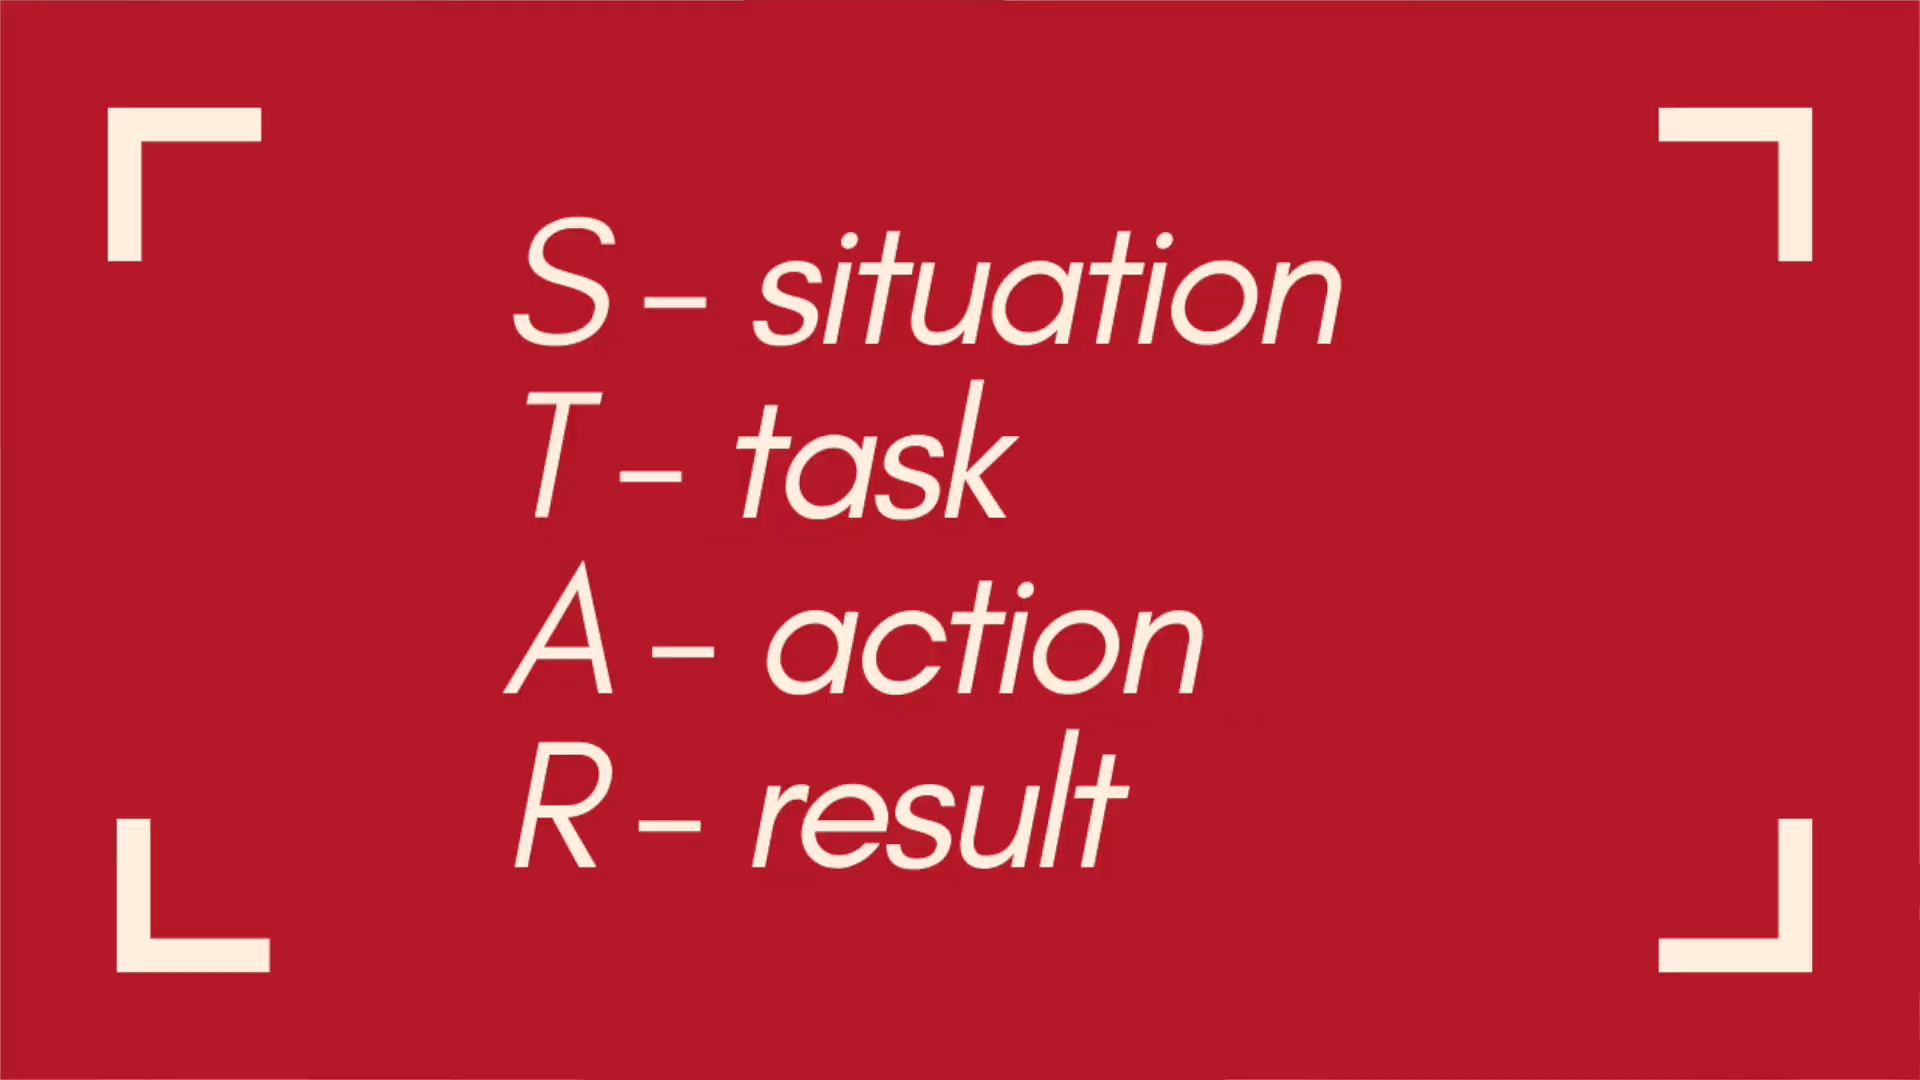 S – situation
T – task
A – action
R – result